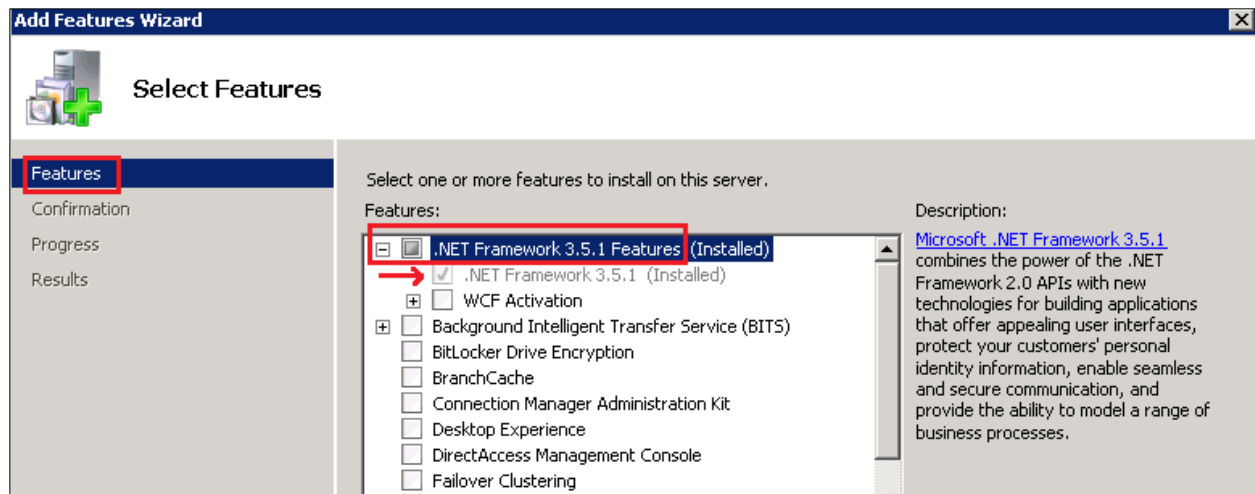 Add Features Wizard
Select Features
Features
Confirmation
Progress
Results
Select one or more features to install on this server.
Features:
.NET Framework 3.5.1 Features (Installed)
.NET Framework 3.5.1 (Installed)
WCF Activation
Background Intelligent Transfer Service (BITS)
BitLocker Drive Encryption
BranchCache
Connection Manager Administration Kit
Desktop Experience
DirectAccess Management Console
Failover Clustering
Description:
Microsoft .NET Framework 3.5.1
combines the power of the .NET
Framework 2.0 APIs with new
technologies for building applications
that offer appealing user interfaces,
protect your customers' personal
identity information, enable seamless
and secure communication, and
provide the ability to model a range of
business processes.